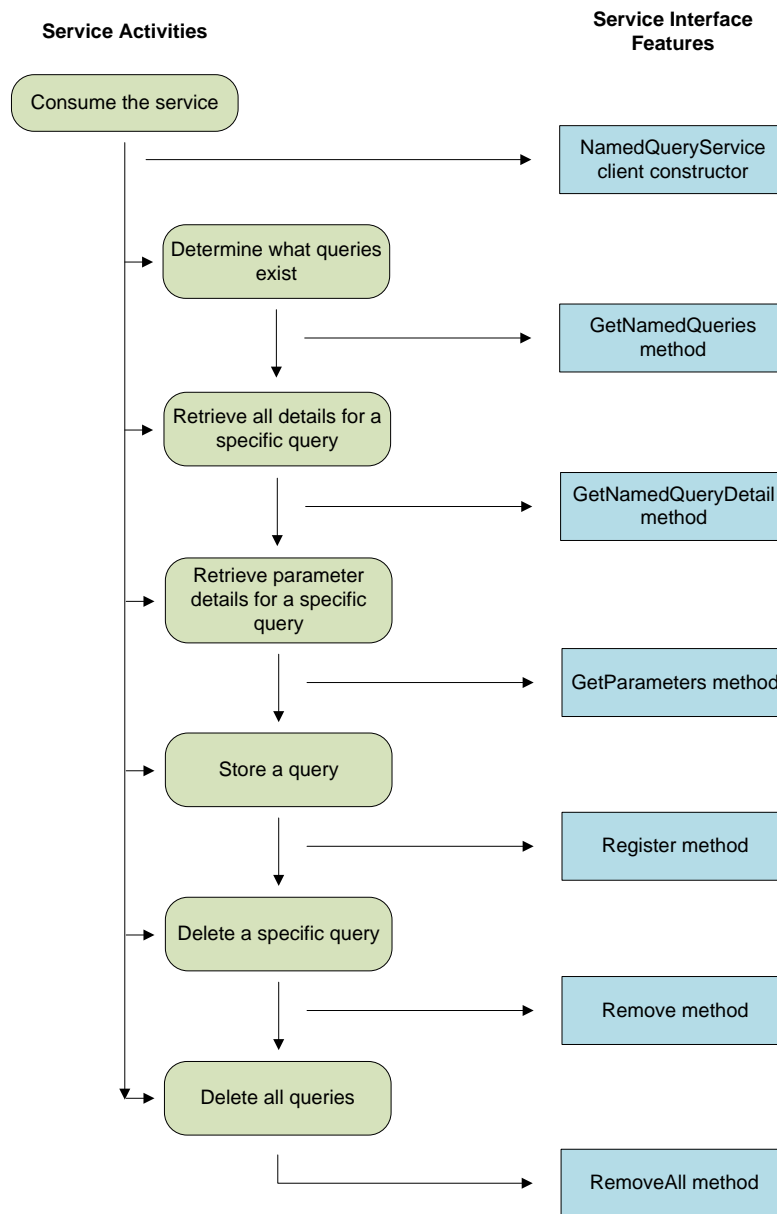 Service Activities
Service Interface
Features
Consume the service
NamedQueryService
client constructor
Determine what queries
exist
GetNamedQueries
method
Retrieve all details for a
specific query
GetNamedQueryDetail
method
Retrieve parameter
details for a specific
query
GetParameters method
Store a query
Register method
Delete a specific query
Remove method
Delete all queries
RemoveAll method